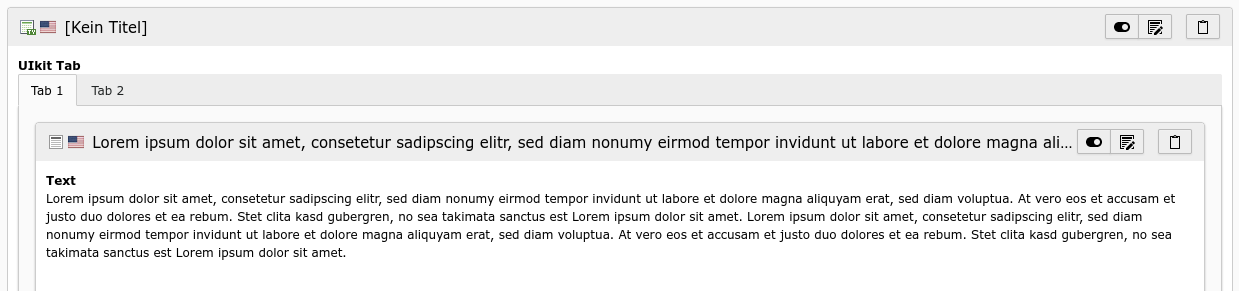 [Kein Titel]
UIkit Tab
Tab 1 Tab 2
Lorem ipsum dolor sit amet, consetetur sadipscing elitr, sed diam nonumy eirmod tempor invidunt ut labore et dolore magna ali...
Text
Lorem ipsum dolor sit amet, consetetur sadipscing elitr, sed diam nonumy eirmod tempor invidunt ut labore et dolore magna aliquyam erat, sed diam voluptua. At vero eos et accusam et
justo duo dolores et ea rebum. Stet clita kasd gubergren, no sea takimata sanctus est Lorem ipsum dolor sit amet. Lorem ipsum dolor sit amet, consetetur sadipscing elitr, sed diam
nonumy eirmod tempor invidunt ut labore et dolore magna aliquyam erat, sed diam voluptua. At vero eos et accusam et justo duo dolores et ea rebum. Stet clita kasd gubergren, no sea
takimata sanctus est Lorem ipsum dolor sit amet.